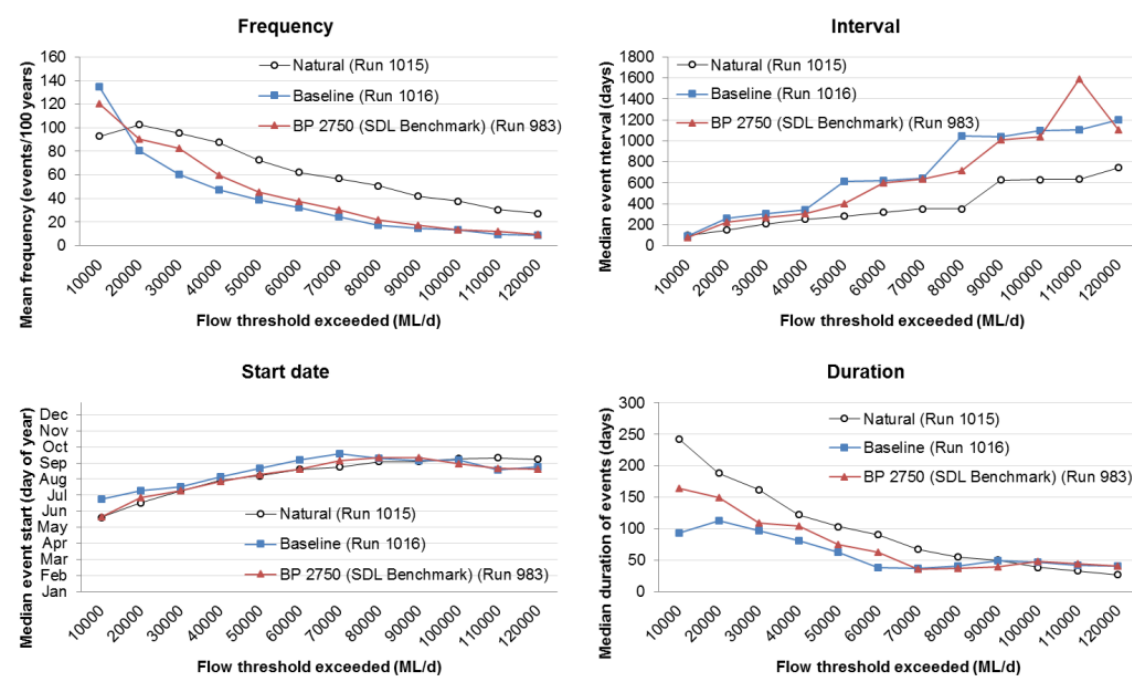 Frequency
Mean frequency (events/100 years)
160
140
120
100
80
60
40
20
0
Natural (Run 1015)
Baseline (Run 1016)
BP 2750 (SDL Benchmark) (Run 983)
10000
20000
30000
40000
50000
60000
70000
80000
90000
100000
110000
120000
Flow threshold exceeded (ML/d)
Interval
Median event nterval (days)
1800
1600
1400
1200
1000
800
600
400
200
0
Natural (Run 1015)
Baseline (Run 1016)
BP 2750 (SDL Benchmark) (Run 983)
10000
20000
30000
40000
50000
60000
70000
80000
90000
100000
110000
120000
Flow threshold exceeded (ML/d)
Start date
Median event start (day of year)
Dec
Nov
Oct
Sep
Aug
Jul
Jun
May
Apr
Mar
Feb
Jan
Natural (Run 1015)
Baseline (Run 1016)
BP 2750 (SDL Benchmark) (Run 983)
10000
20000
30000
40000
50000
60000
70000
80000
90000
100000
110000
120000
Flow threshold exceeded (ML/d)
Duration
Median duration of events (days)
300
250
200
150
100
50
0
Natural (Run 1015)
Baseline (Run 1016)
BP 2750 (SDL Benchmark) (Run 983)
10000
20000
30000
40000
50000
60000
70000
80000
90000
100000
110000
120000
Flow threshold exceeded (ML/d)